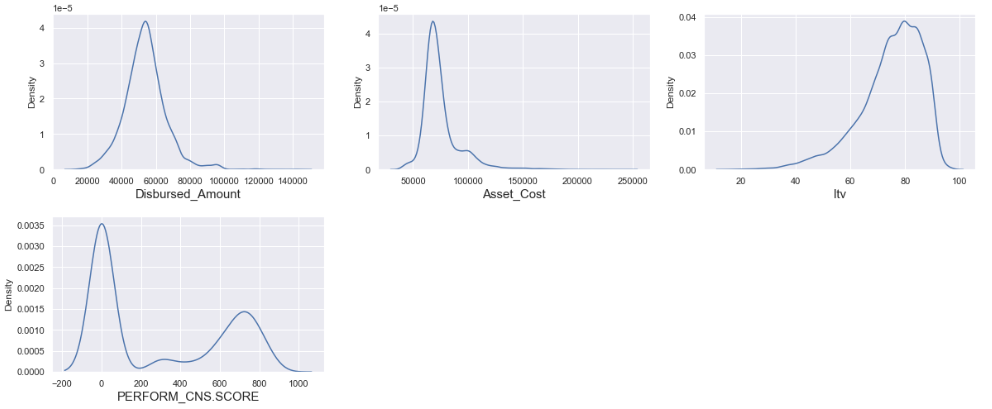 1e−5
4
3
2
1
0
Density
0 20000 40000 60000 80000 100000 120000 140000
Disbursed_Amount
1e−5
4
3
2
1
0
Density
50000 100000 150000 200000 250000
Asset_Cost
0.04
0.03
0.02
0.01
0.00
Density
20 40 60 80 100
ltv
0.0035
0.0030
0.0025
0.0020
0.0015
0.0010
0.0005
0.0000
Density
−200 0 200 400 600 800 1000
PERFORM_CNS.SCORE